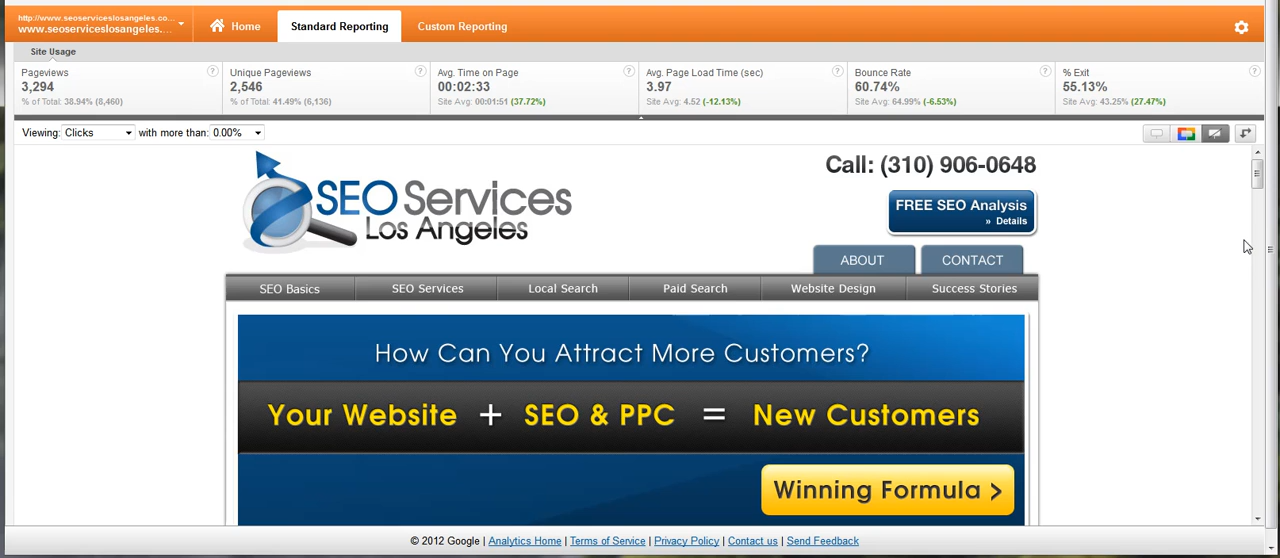 http://www.seoserviceslosangeles.co...
www.seoserviceslosangeles....
Home
Standard Reporting
Custom Reporting
Site Usage
Pageviews
3,294
% of Total: 38.94% (8,460)
Unique Pageviews
2,546
% of Total: 41.49% (6,136)
Avg. Time on Page
00:02:33
Site Avg: 00:01:51 (37.72%)
Avg. Page Load Time (sec)
3.97
Site Avg: 4.52 (-12.13%)
Bounce Rate
60.74%
Site Avg: 64.99% (-6.53%)
% Exit
55.13%
Site Avg: 43.25% (27.47%)
Viewing: Clicks with more than: 0.00%
SEO Services
Los Angeles
Call: (310) 906-0648
FREE SEO Analysis
» Details
ABOUT CONTACT
SEO Basics SEO Services Local Search Paid Search Website Design Success Stories
How Can You Attract More Customers?
Your Website + SEO & PPC = New Customers
Winning Formula >
© 2012 Google | Analytics Home | Terms of Service | Privacy Policy | Contact us | Send Feedback